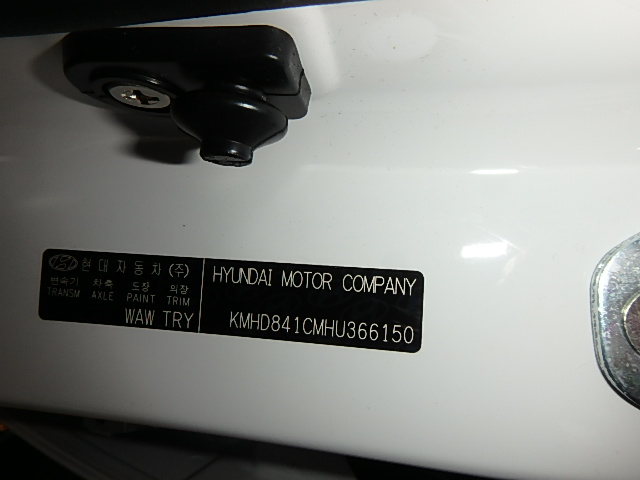 현대자동차(주)
변속기 차축 도장 의장
TRANSM AXLE PAINT TRIM
WAW TRY
HYUNDAI MOTOR COMPANY
KMHD841CMHU366150